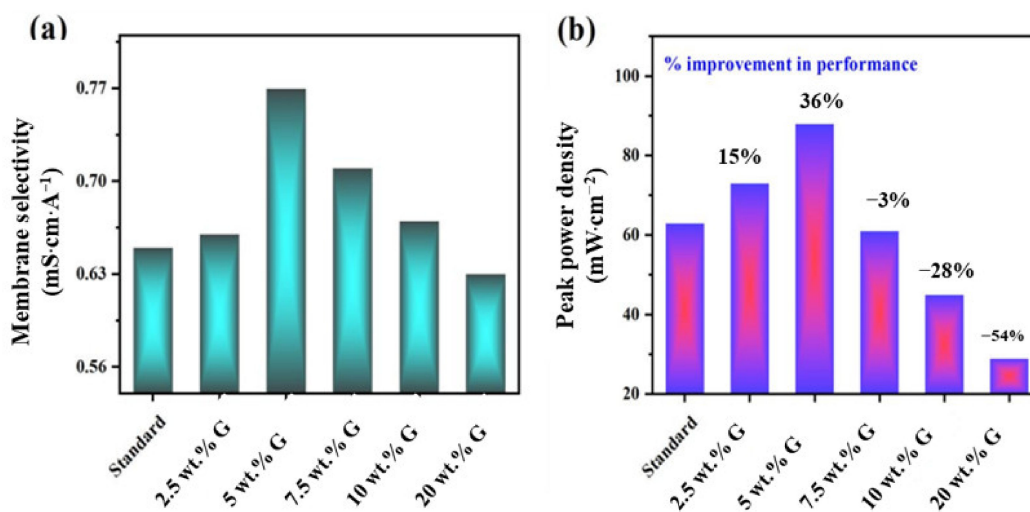 (a)
Membrane selectivity
(mS·cm·A⁻¹)
0.77
0.70
0.63
0.56
Standard
2.5 wt.% G
5 wt.% G
7.5 wt.% G
10 wt.% G
20 wt.% G
(b)
% improvement in performance
Peak power density
(mW·cm⁻²)
100
80
60
40
20
15%
36%
−3%
−28%
−54%
Standard
2.5 wt.% G
5 wt.% G
7.5 wt.% G
10 wt.% G
20 wt.% G